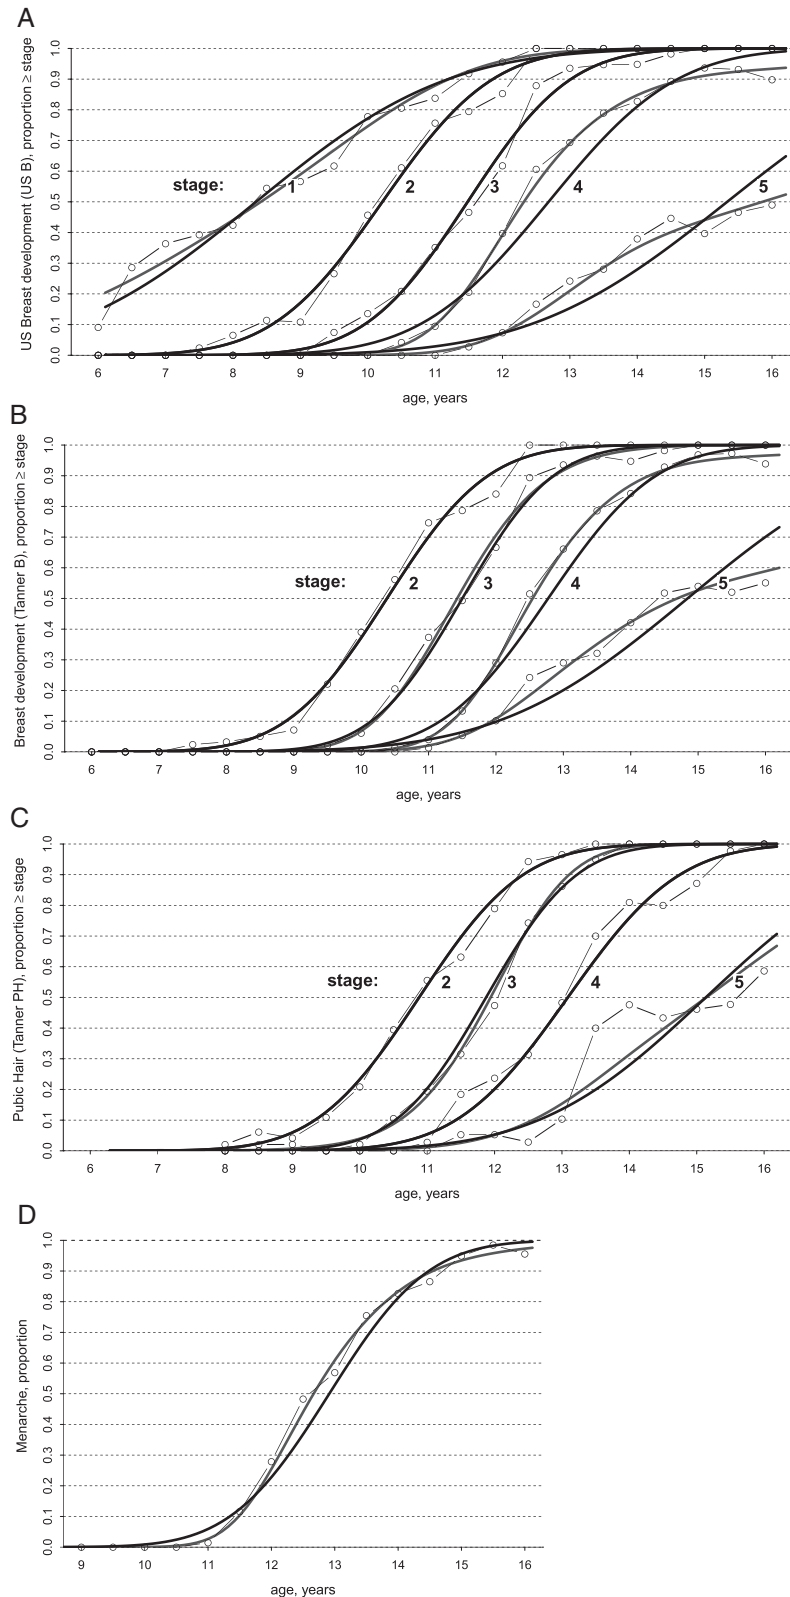 A
US Breast development (US B), proportion ≥ stage
1.0
0.9
0.8
0.7
0.6
0.5
0.4
0.3
0.2
0.1
0.0
stage: 1 2 3 4 5
6 7 8 9 10 11 12 13 14 15 16
age, years
B
Breast development (Tanner B), proportion ≥ stage
1.0
0.9
0.8
0.7
0.6
0.5
0.4
0.3
0.2
0.1
0.0
stage: 2 3 4 5
6 7 8 9 10 11 12 13 14 15 16
age, years
C
Pubic Hair (Tanner PH), proportion ≥ stage
1.0
0.9
0.8
0.7
0.6
0.5
0.4
0.3
0.2
0.1
0.0
stage: 2 3 4 5
6 7 8 9 10 11 12 13 14 15 16
age, years
D
Menarche, proportion
1.0
0.9
0.8
0.7
0.6
0.5
0.4
0.3
0.2
0.1
0.0
9 10 11 12 13 14 15 16
age, years